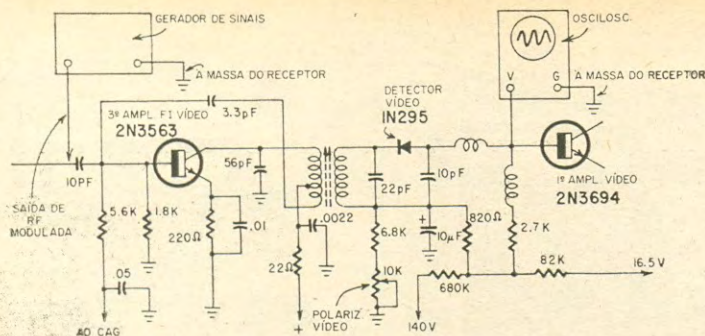 GERADOR DE SINAIS
A MASSA DO RECEPTOR
3º AMPL. FI VÍDEO
2N3563
3.3pF
DETECTOR
VÍDEO
1N295
OSCILOSC.
V
G
A MASSA DO RECEPTOR
1º AMPL. VÍDEO
2N3694
10PF
SAÍDA DE
RF
MODULADA
56pF
22pF
10pF
5.6K
1.8K
220Ω
.01
.0022
6.8K
10µF
820Ω
2.7K
22Ω
10K
680K
82K
16.5V
.05
AO CAG
+
+
POLARIZ
VÍDEO
140V